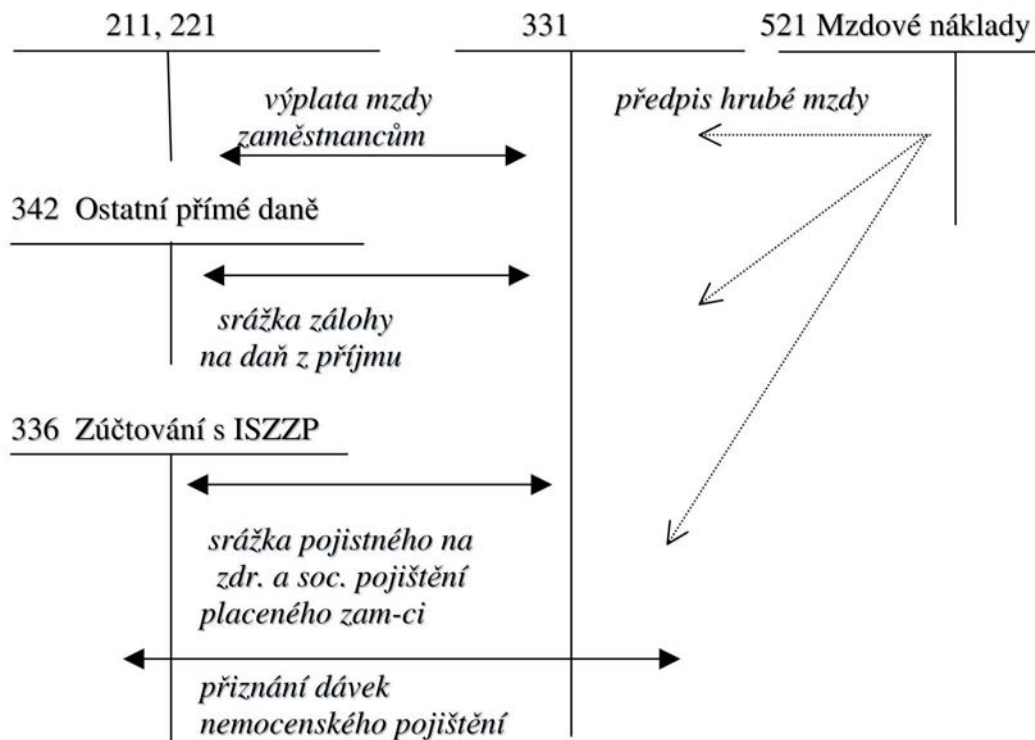 211, 221
331
521 Mzdové náklady
výplata mzdy
zaměstnancům
předpis hrubé mzdy
342 Ostatní přímé daně
srážka zálohy
na daň z příjmu
336 Zúčtování s ISZZP
srážka pojistného na
zdr. a soc. pojištění
placeného zam-ci
přiznání dávek
nemocenského pojištění